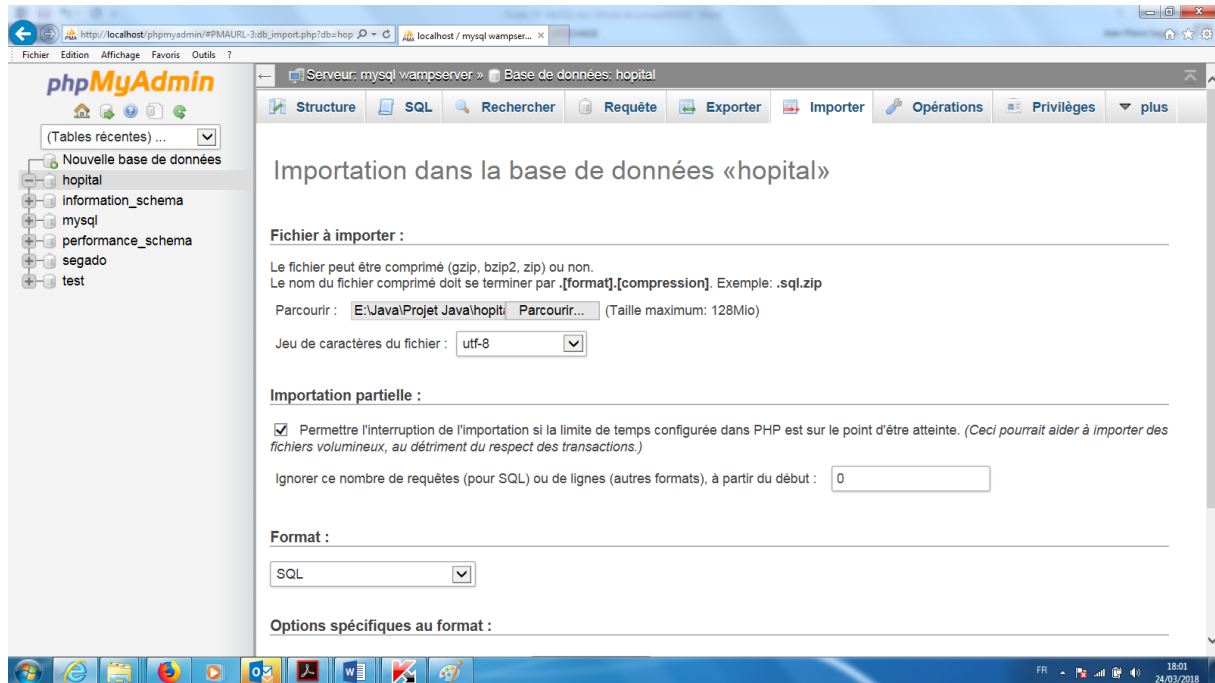 http://localhost/phpmyadmin/#PMAURL-3:db_import.php?db=hop
localhost / mysql wampser...
Fichier Edition Affichage Favoris Outils ?
phpMyAdmin
(Tables récentes) ...
Nouvelle base de données
hopital
information_schema
mysql
performance_schema
segado
test
Serveur: mysql wampserver » Base de données: hopital
Structure SQL Rechercher Requête Exporter Importer Opérations Privilèges plus
Importation dans la base de données «hopital»
Fichier à importer :
Le fichier peut être comprimé (gzip, bzip2, zip) ou non.
Le nom du fichier comprimé doit se terminer par .[format].[compression]. Exemple: .sql.zip
Parcourir : E:\Java\Projet Java\hopit Parcourir... (Taille maximum: 128Mio)
Jeu de caractères du fichier : utf-8
Importation partielle :
Permettre l'interruption de l'importation si la limite de temps configurée dans PHP est sur le point d'être atteinte. (Ceci pourrait aider à importer des
fichiers volumineux, au détriment du respect des transactions.)
Ignorer ce nombre de requêtes (pour SQL) ou de lignes (autres formats), à partir du début : 0
Format :
SQL
Options spécifiques au format :
FR
18:01
24/03/2018